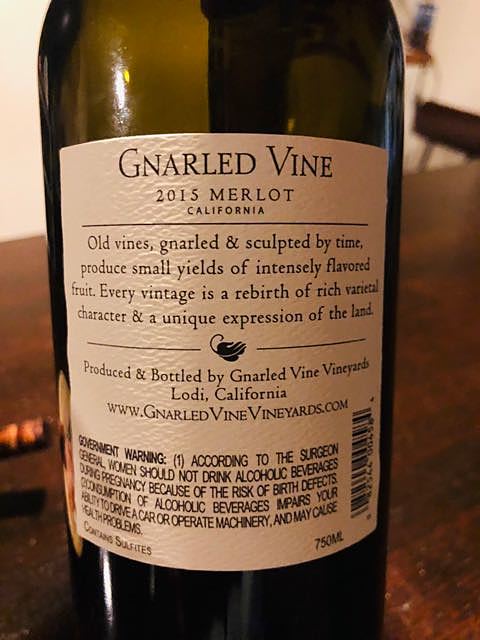 GNARLED VINE
2015 MERLOT
CALIFORNIA
Old vines, gnarled & sculpted by time,
produce small yields of intensely flavored
fruit. Every vintage is a rebirth of rich varietal
character & a unique expression of the land.
Produced & Bottled by Gnarled Vine Vineyards
Lodi, California
WWW.GNARLEDVINEVINEYARDS.COM
GOVERNMENT WARNING: (1) ACCORDING TO THE SURGEON
GENERAL, WOMEN SHOULD NOT DRINK ALCOHOLIC BEVERAGES
DURING PREGNANCY BECAUSE OF THE RISK OF BIRTH DEFECTS.
(2)CONSUMPTION OF ALCOHOLIC BEVERAGES IMPAIRS YOUR
ABILITY TO DRIVE A CAR OR OPERATE MACHINERY, AND MAY CAUSE
HEALTH PROBLEMS.
CONTAINS SULFITES
750ML